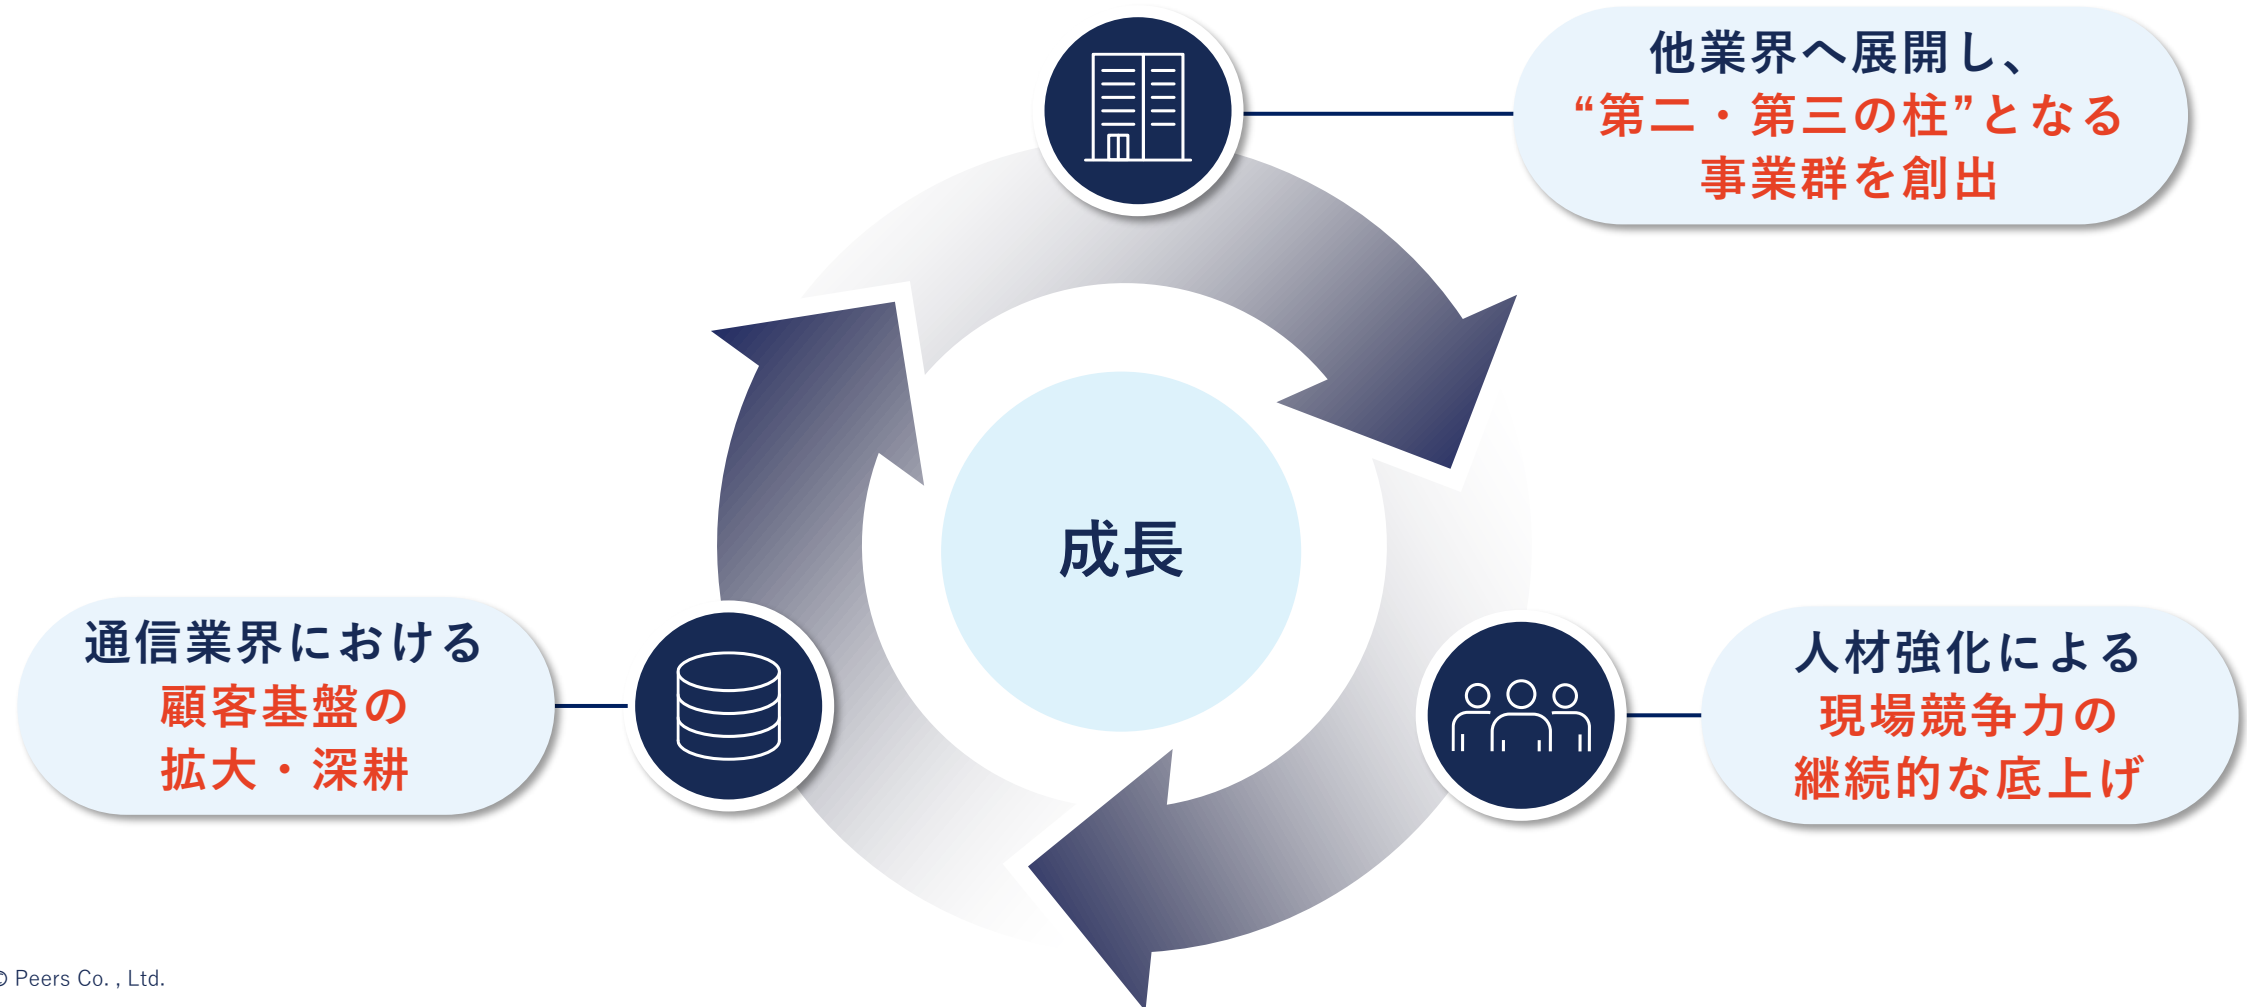 他業界へ展開し、
“第二・第三の柱”となる
事業群を創出
成長
通信業界における
顧客基盤の
拡大・深耕
人材強化による
現場競争力の
継続的な底上げ
© Peers Co. , Ltd.